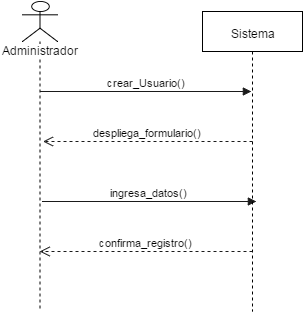 Administrador
Sistema
crear_Usuario()
despliega_formulario()
ingresa_datos()
confirma_registro()